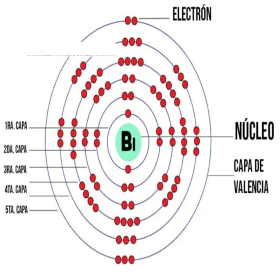 ELECTRÓN
1RA. CAPA
BI
NÚCLEO
2DA. CAPA
3RA. CAPA
CAPA DE
VALENCIA
4TA. CAPA
5TA. CAPA